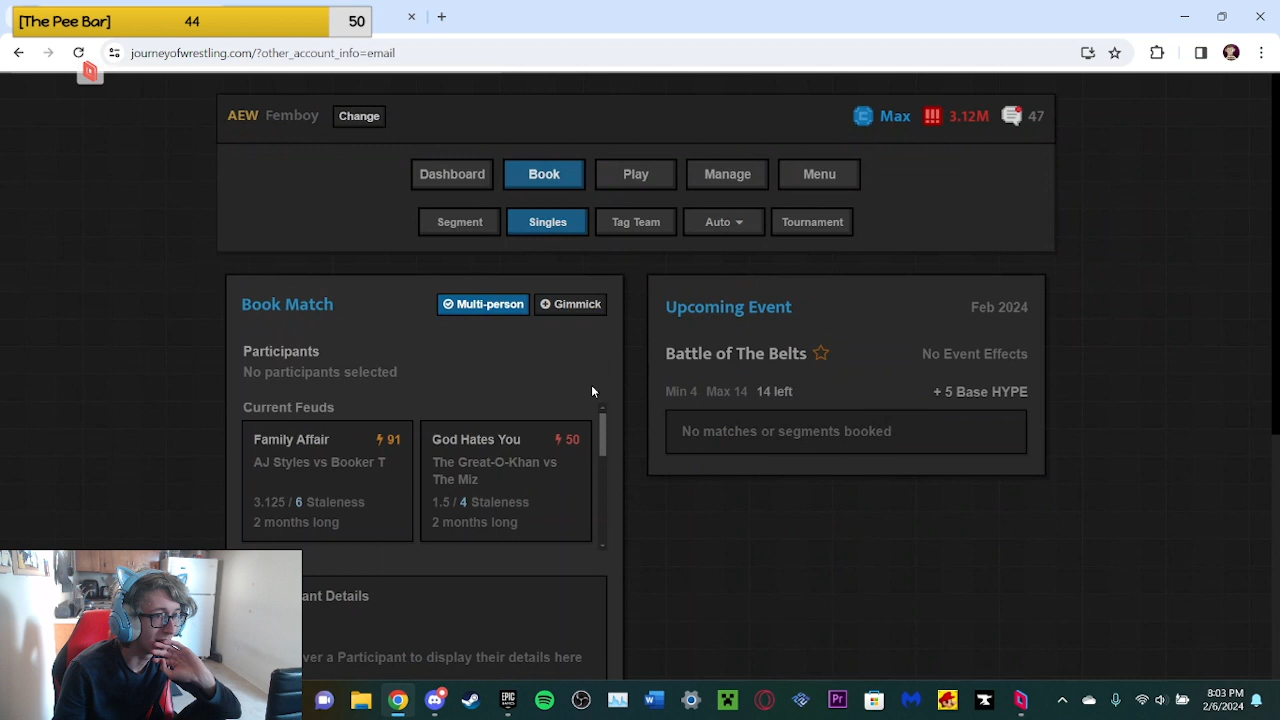 [The Pee Bar] 44 50
journeyofwrestling.com/?other_account_info=email
AEW Femboy Change Max 3.12M 47
Dashboard Book Play Manage Menu
Segment Singles Tag Team Auto Tournament
Book Match Multi-person Gimmick
Participants
No participants selected
Current Feuds
Family Affair 91
AJ Styles vs Booker T
3.125 / 6 Staleness
2 months long
God Hates You 50
The Great-O-Khan vs
The Miz
1.5 / 4 Staleness
2 months long
ant Details
ver a Participant to display their details here
Upcoming Event Feb 2024
Battle of The Belts No Event Effects
Min 4 Max 14 14 left + 5 Base HYPE
No matches or segments booked
EPIC GAMES
Pr
8:03 PM
2/6/2024